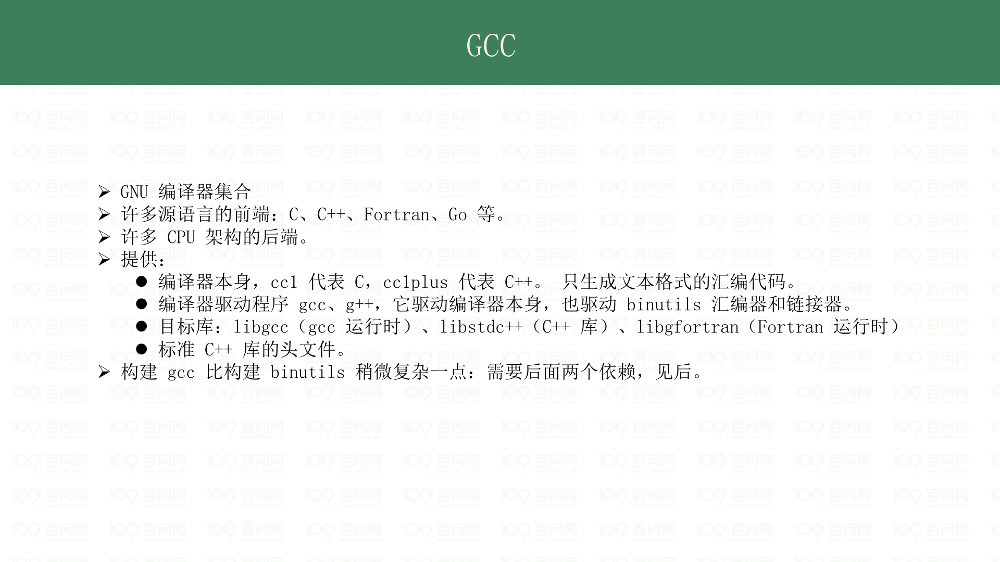 GCC
GNU 编译器集合
许多源语言的前端：C、C++、Fortran、Go 等。
许多 CPU 架构的后端。
提供：
编译器本身，cc1 代表 C，cc1plus 代表 C++。 只生成文本格式的汇编代码。
编译器驱动程序 gcc、g++，它驱动编译器本身，也驱动 binutils 汇编器和链接器。
目标库：libgcc（gcc 运行时）、libstdc++（C++ 库）、libgfortran（Fortran 运行时）
标准 C++ 库的头文件。
构建 gcc 比构建 binutils 稍微复杂一点：需要后面两个依赖，见后。